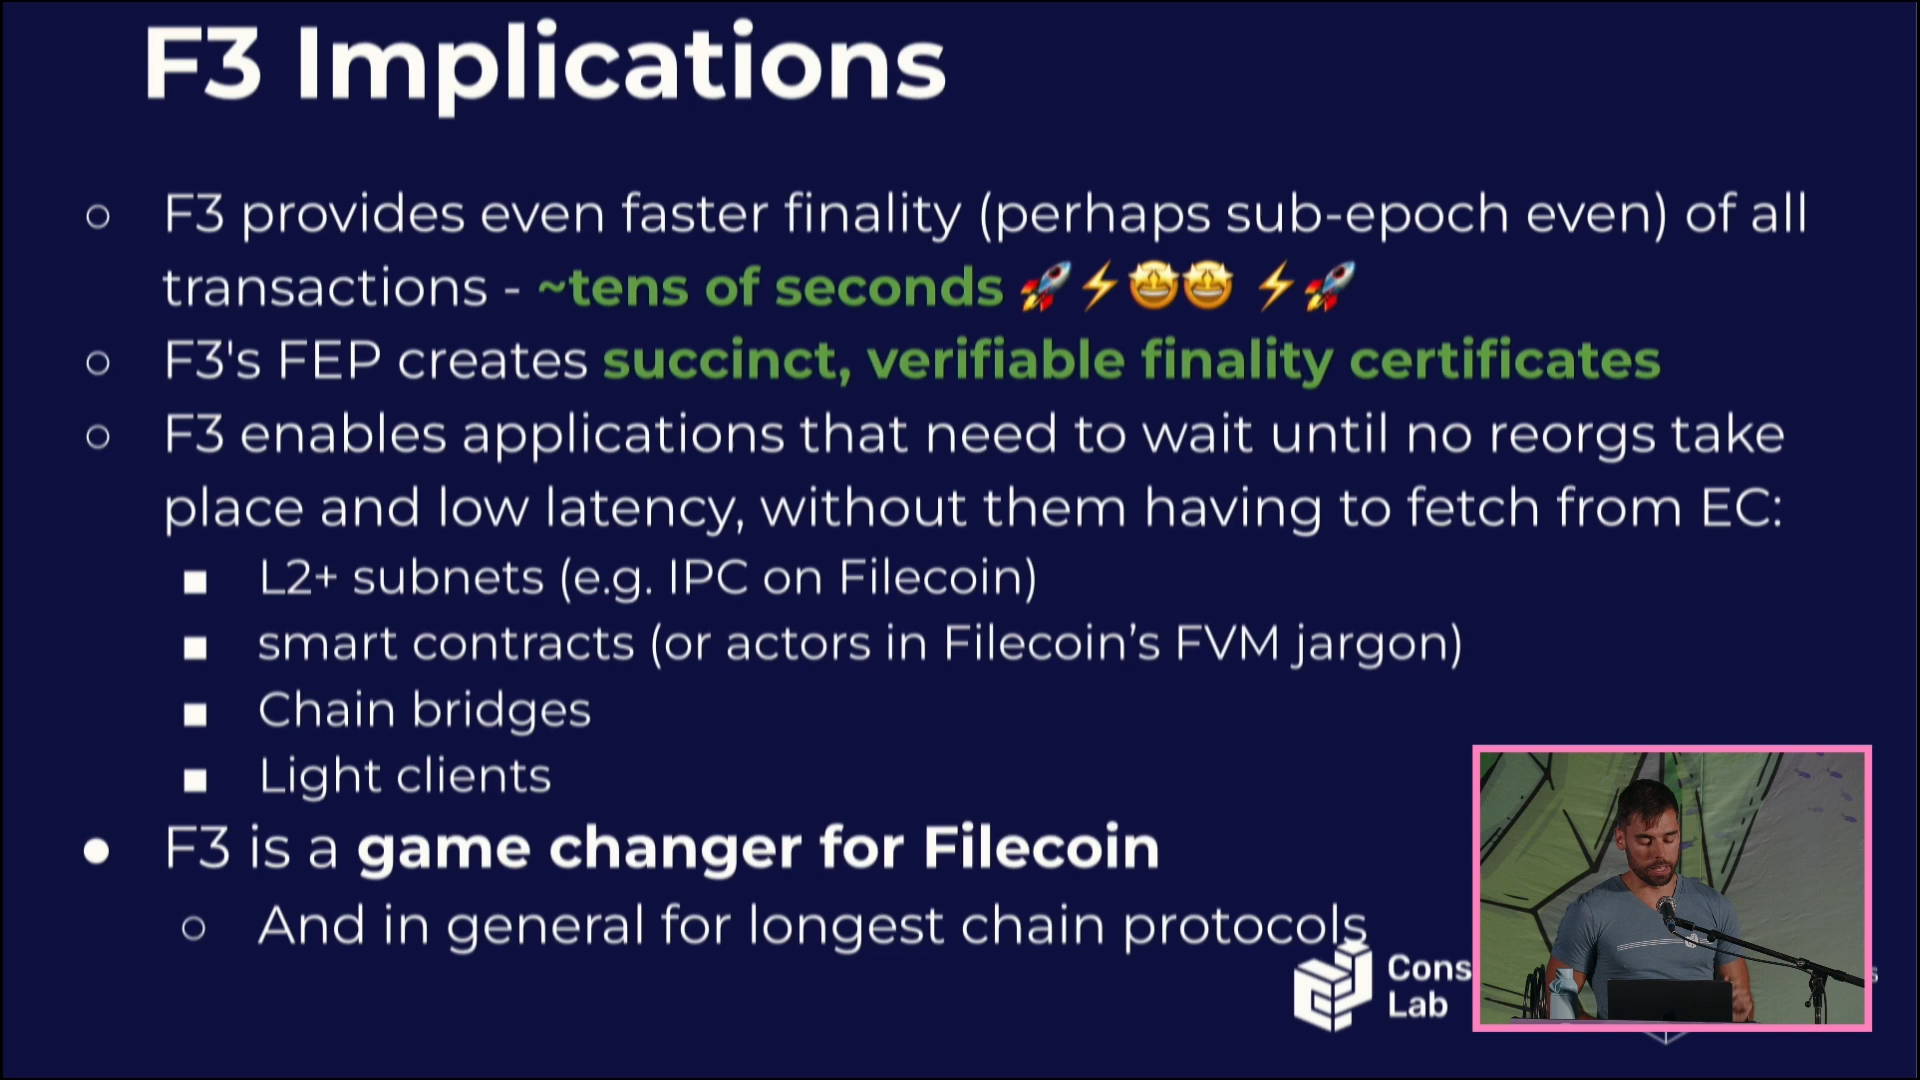 F3 Implications
F3 provides even faster finality (perhaps sub-epoch even) of all
transactions - ~tens of seconds 🚀⚡🤩🤩 ⚡🚀
F3's FEP creates succinct, verifiable finality certificates
F3 enables applications that need to wait until no reorgs take
place and low latency, without them having to fetch from EC:
L2+ subnets (e.g. IPC on Filecoin)
smart contracts (or actors in Filecoin’s FVM jargon)
Chain bridges
Light clients
F3 is a game changer for Filecoin
And in general for longest chain protocols
Cons
Lab